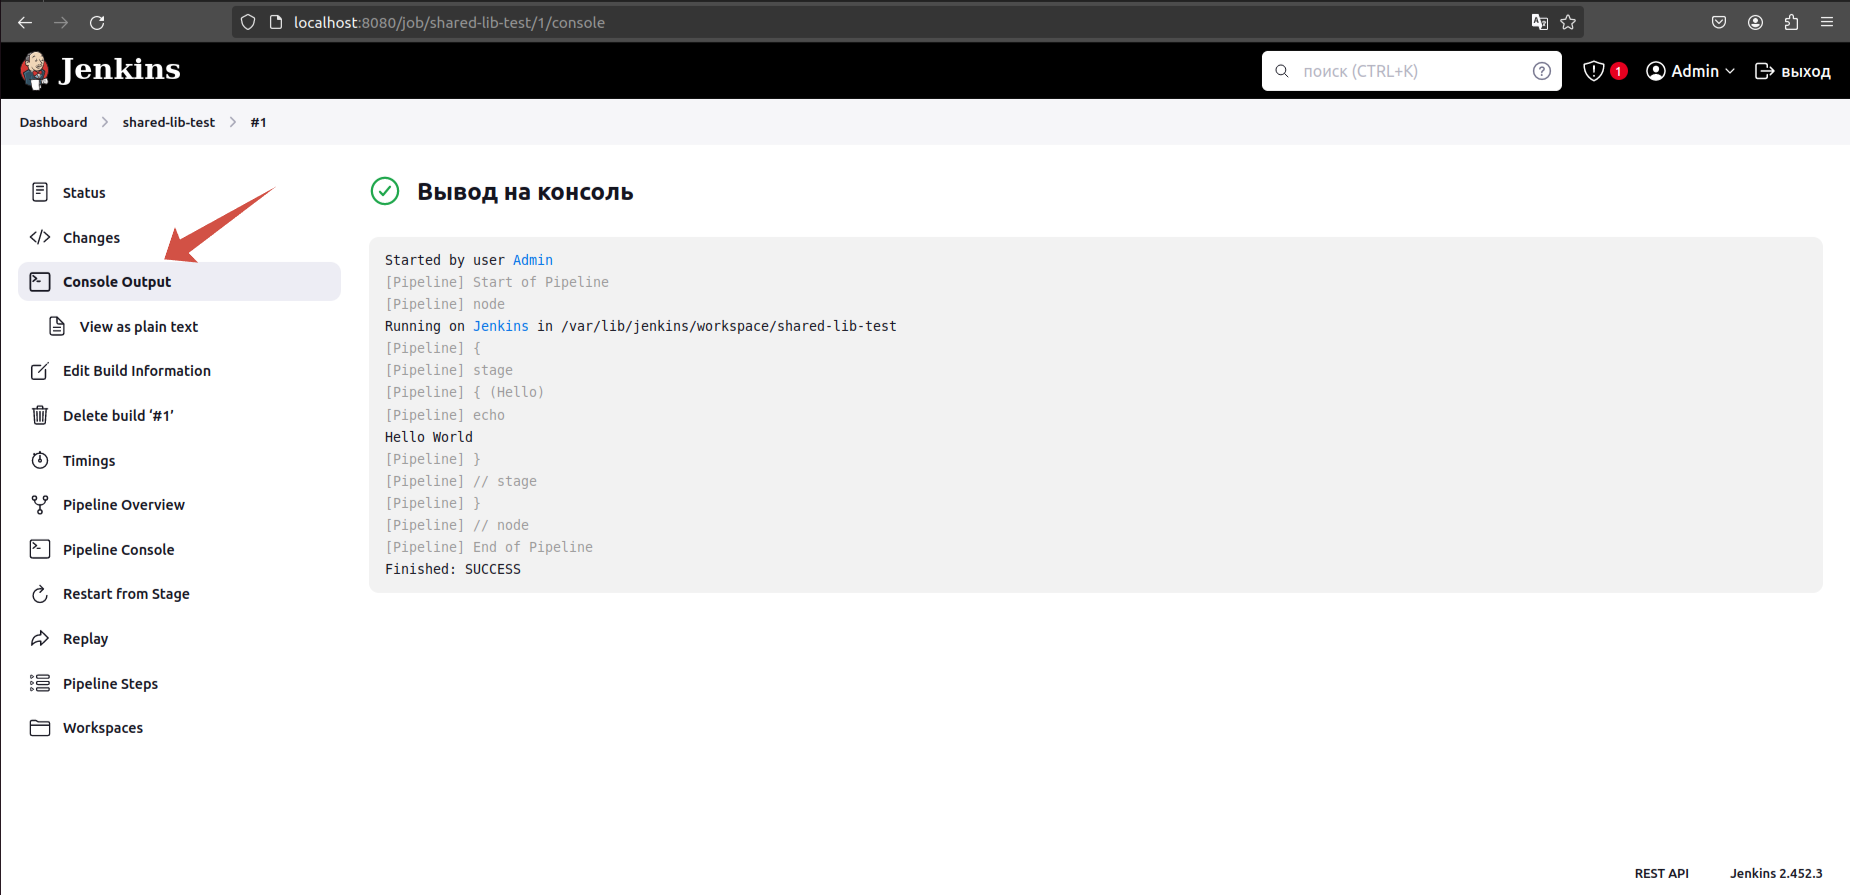 localhost:8080/job/shared-lib-test/1/console
Jenkins
поиск (CTRL+K)
1
Admin
выход
Dashboard
shared-lib-test
#1
Status
Changes
Console Output
View as plain text
Edit Build Information
Delete build ‘#1’
Timings
Pipeline Overview
Pipeline Console
Restart from Stage
Replay
Pipeline Steps
Workspaces
Вывод на консоль
Started by user Admin
[Pipeline] Start of Pipeline
[Pipeline] node
Running on Jenkins in /var/lib/jenkins/workspace/shared-lib-test
[Pipeline] {
[Pipeline] stage
[Pipeline] { (Hello)
[Pipeline] echo
Hello World
[Pipeline] }
[Pipeline] // stage
[Pipeline] }
[Pipeline] // node
[Pipeline] End of Pipeline
Finished: SUCCESS
REST API
Jenkins 2.452.3